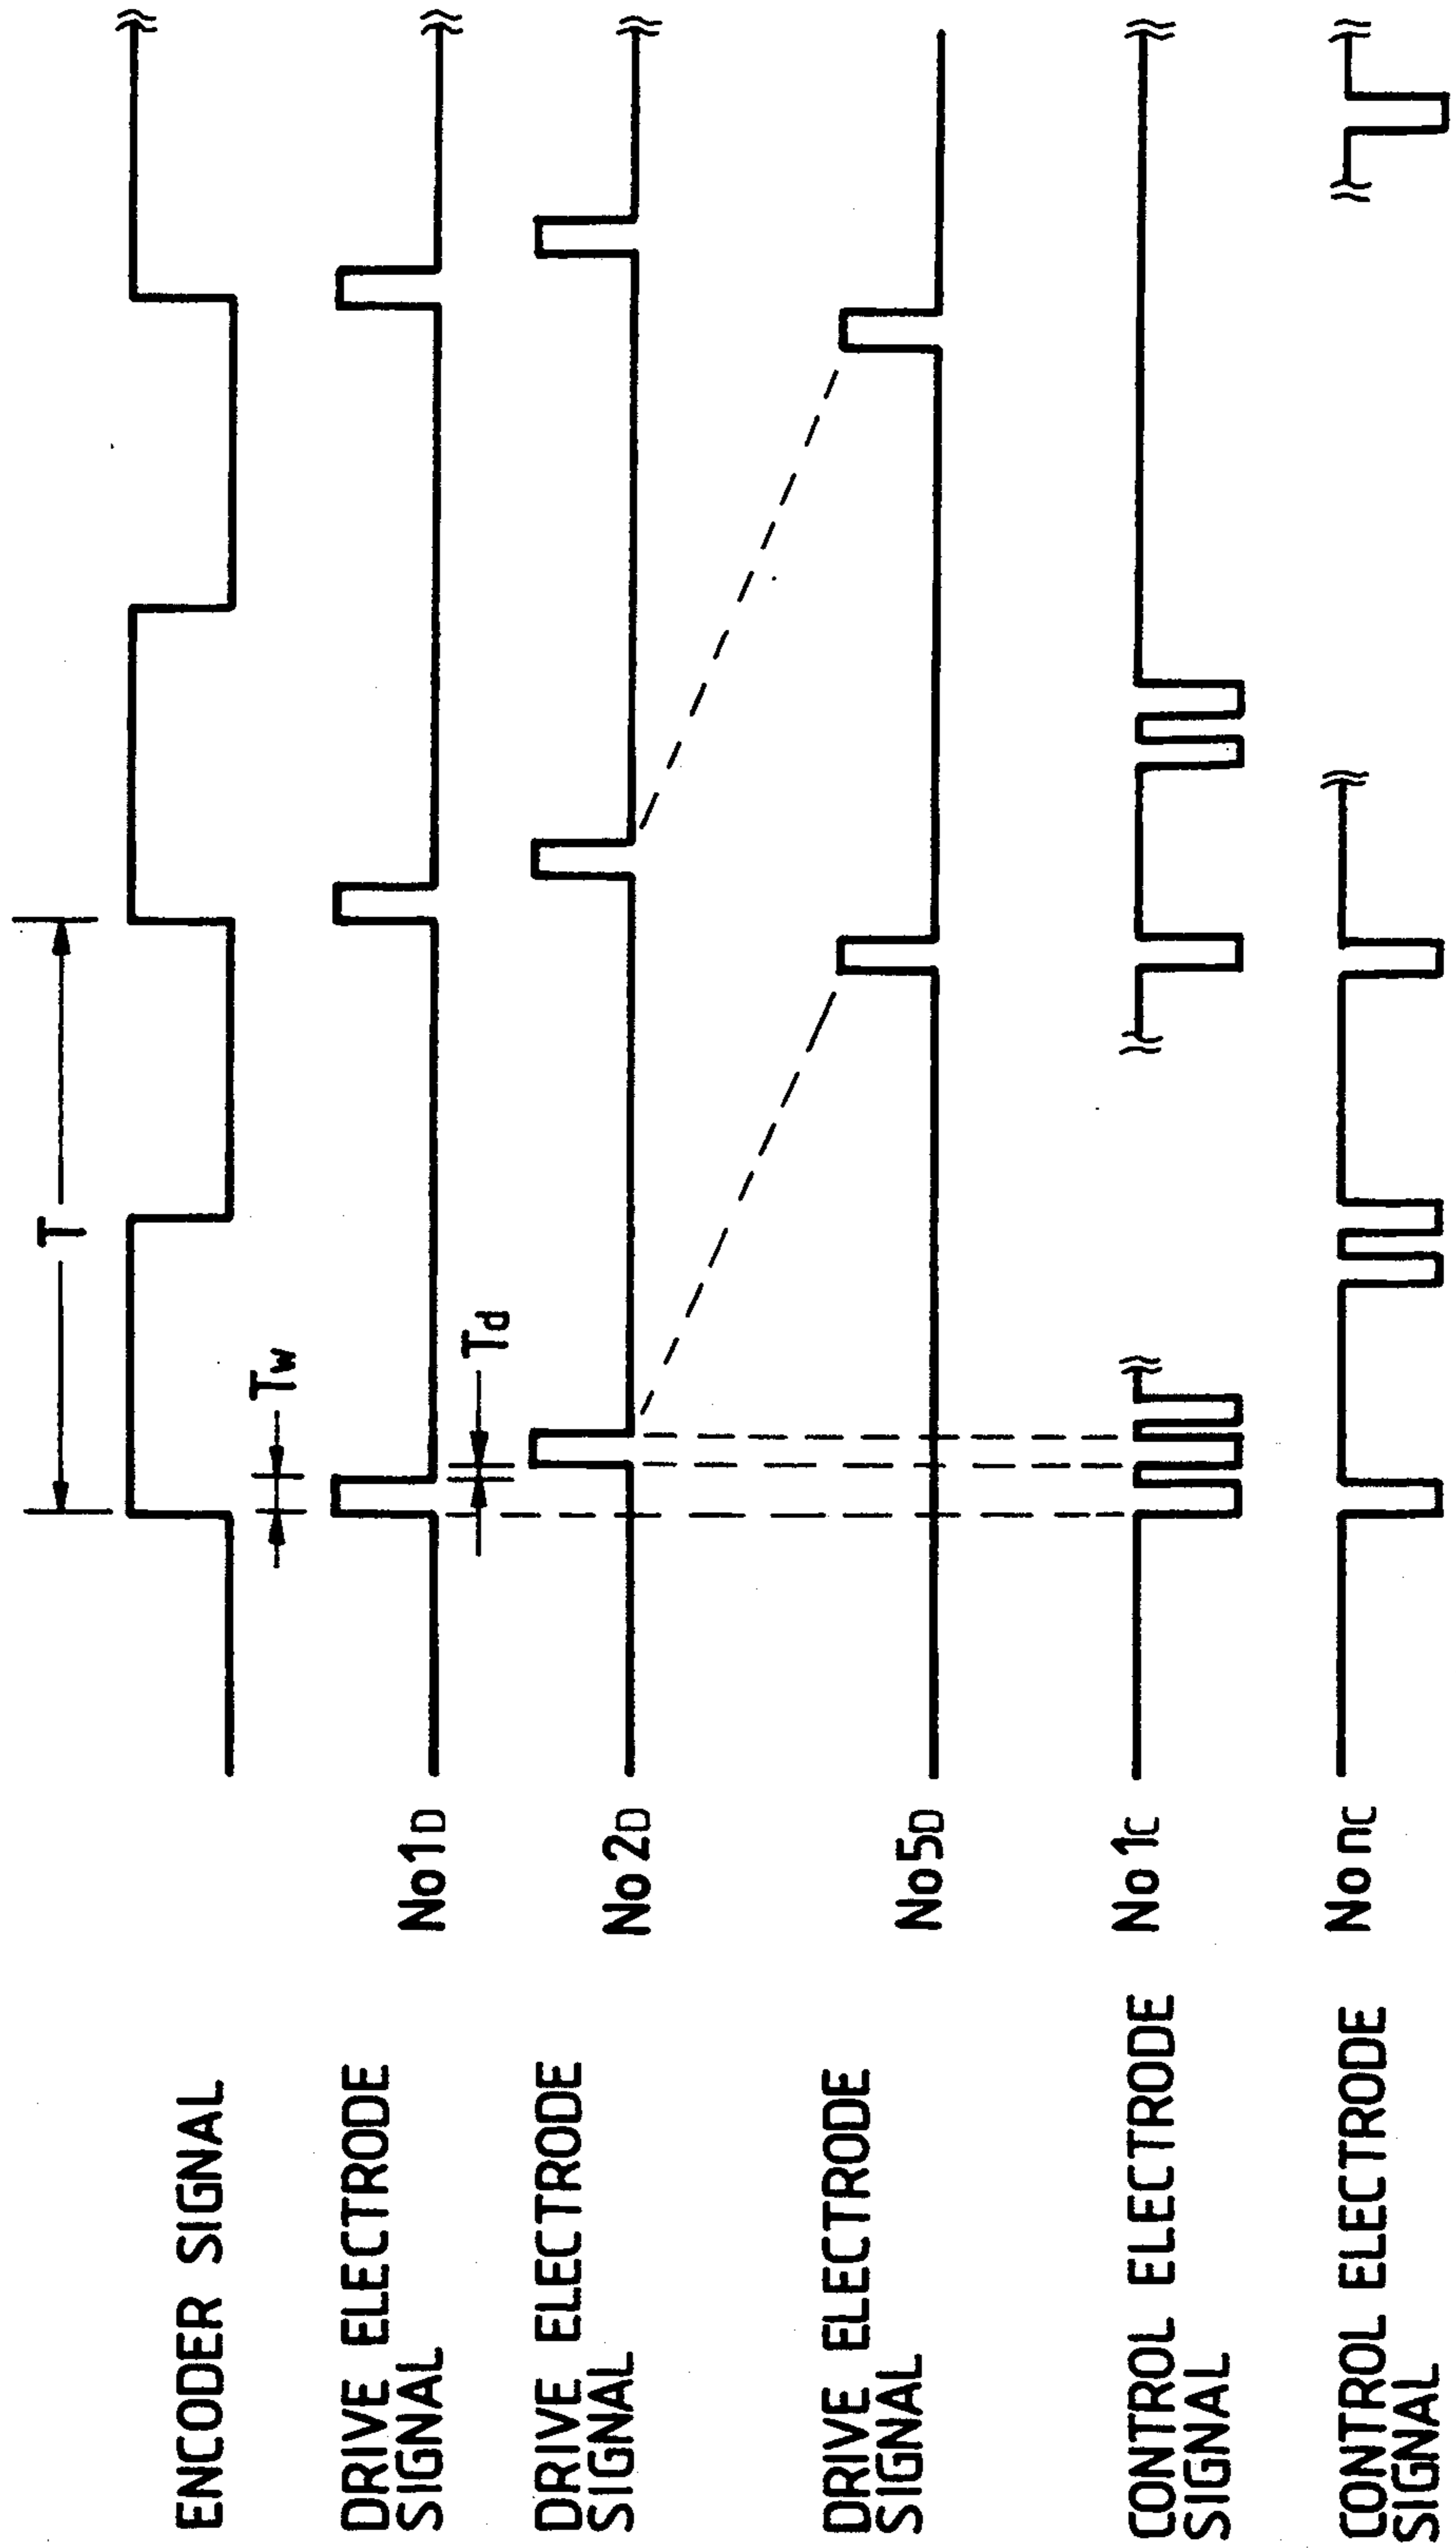 T
ENCODER SIGNAL
Tw
DRIVE ELECTRODE
SIGNAL
No1D
Td
DRIVE ELECTRODE
SIGNAL
No2D
DRIVE ELECTRODE
SIGNAL
No5D
CONTROL ELECTRODE
SIGNAL
No1C
CONTROL ELECTRODE
SIGNAL
NonC